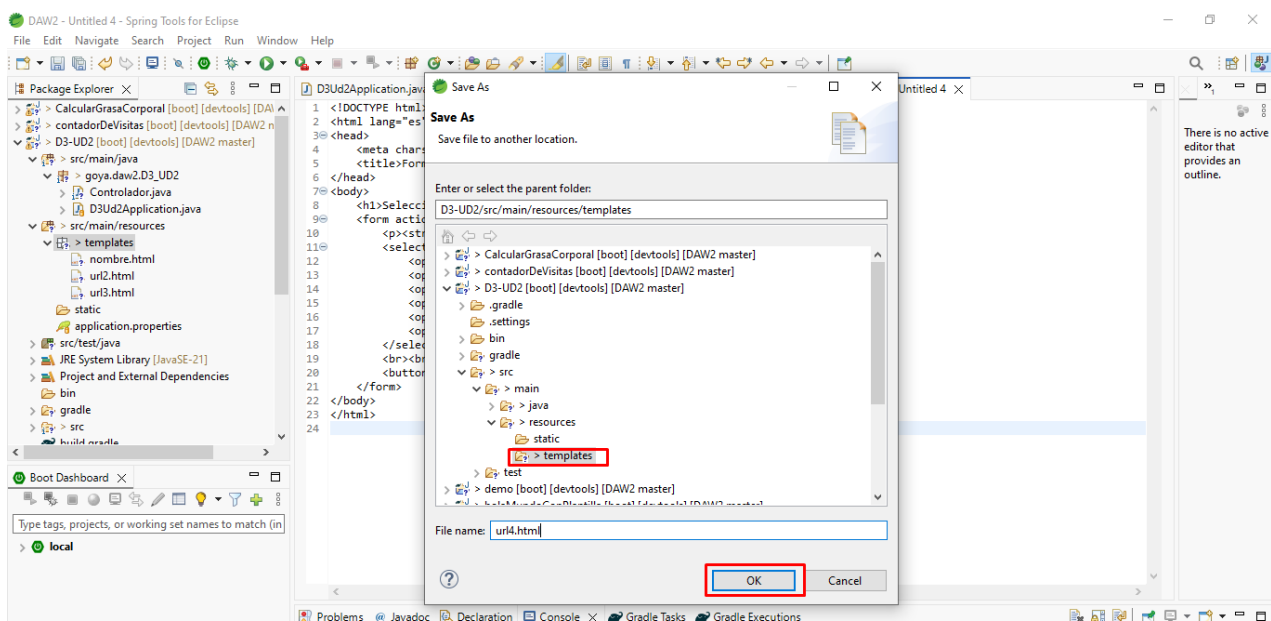 DAW2 - Untitled 4 - Spring Tools for Eclipse
File Edit Navigate Search Project Run Window Help
Package Explorer
> CalcularGrasaCorporal [boot] [devtools] [DAW
> contadorDeVisitas [boot] [devtools] [DAW2 n
> D3-UD2 [boot] [devtools] [DAW2 master]
> src/main/java
> goya.daw2.D3_UD2
Controlador.java
D3Ud2Application.java
> src/main/resources
> templates
nombre.html
url2.html
url3.html
static
application.properties
src/test/java
JRE System Library [JavaSE-21]
Project and External Dependencies
bin
gradle
> src
build.gradle
Boot Dashboard
Type tags, projects, or working set names to match (in
local
D3Ud2Application.java
Untitled 4
1 <!DOCTYPE html
2 <html lang="es"
3 <head>
4 <meta chars
5 <title>Form
6 </head>
7 <body>
8 <h1>Selecci
9 <form actio
10 <p><str
11 <select
12 <op
13 <op
14 <op
15 <op
16 <op
17 <op
18 </selec
19 <br><br
20 <button
21 </form>
22 </body>
23 </html>
24
Save As
Save As
Save file to another location.
Enter or select the parent folder:
D3-UD2/src/main/resources/templates
> CalcularGrasaCorporal [boot] [devtools] [DAW2 master]
> contadorDeVisitas [boot] [devtools] [DAW2 master]
> D3-UD2 [boot] [devtools] [DAW2 master]
.gradle
.settings
bin
gradle
> src
> main
> java
> resources
static
> templates
test
> demo [boot] [devtools] [DAW2 master]
> holaMundoConPlantilla [boot] [devtools] [DAW2 master]
File name: url4.html
OK Cancel
There is no active
editor that
provides an
outline.
Problems @ Javadoc Declaration Console Gradle Tasks Gradle Executions